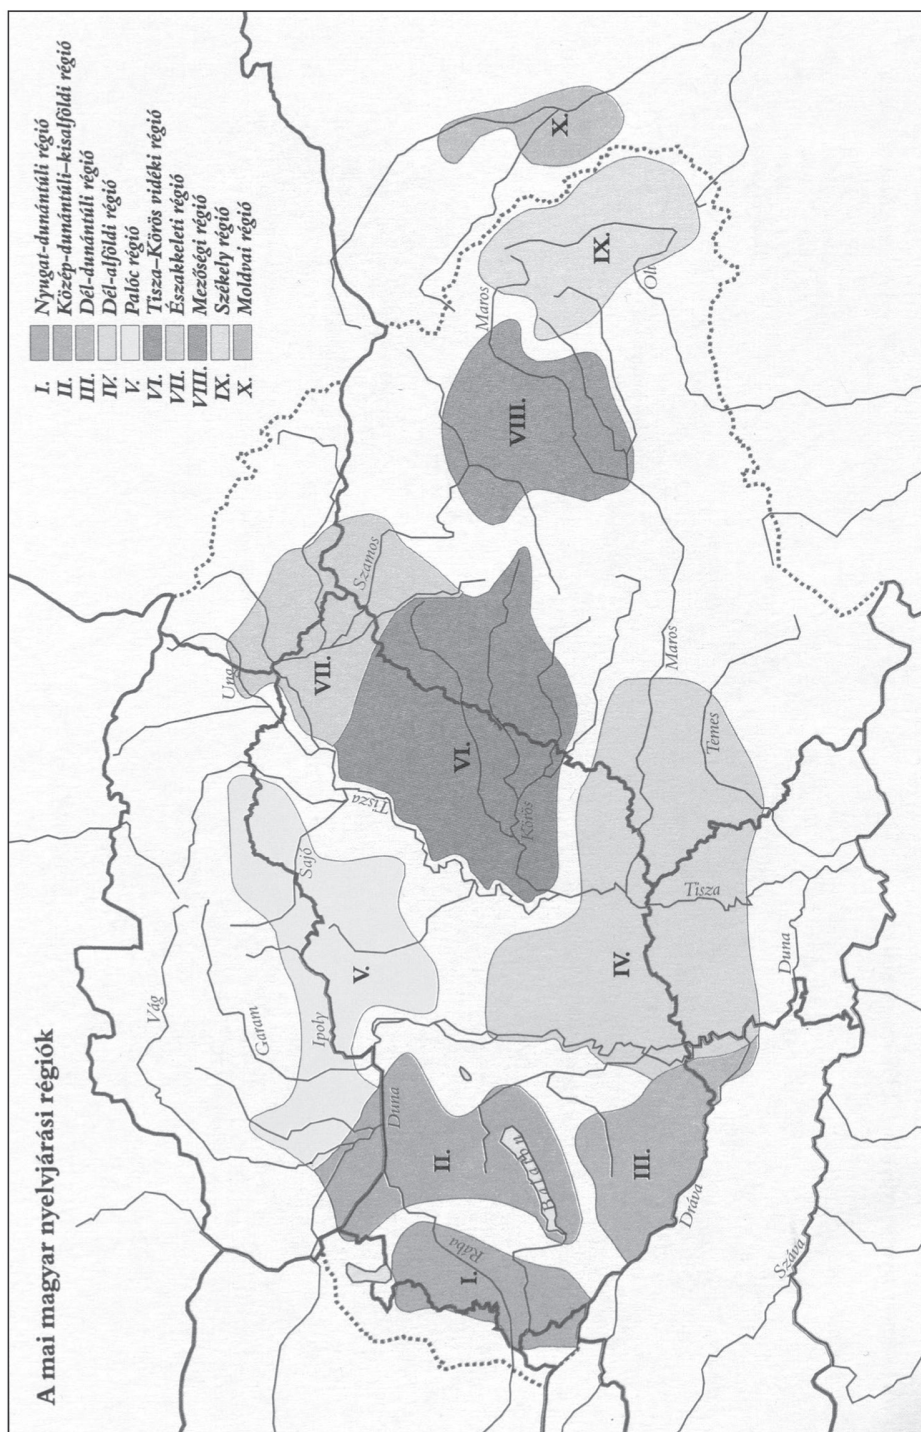 A mai magyar nyelvjárási régiók
I. Nyugat-dunántúli régió
II. Közép-dunántúli–kisalföldi régió
III. Dél-dunántúli régió
IV. Dél-alföldi régió
V. Palóc régió
VI. Tisza–Körös vidéki régió
VII. Északkeleti régió
VIII. Mezőségi régió
IX. Székely régió
X. Moldvai régió
Vág
Garam
Ipoly
Sajó
Ung
Tisza
Szamos
Duna
Rába
Balaton
I.
II.
III.
IV.
V.
VI.
VII.
VIII.
IX.
X.
Körös
Maros
Olt
Maros
Temes
Tisza
Duna
Dráva
Száva